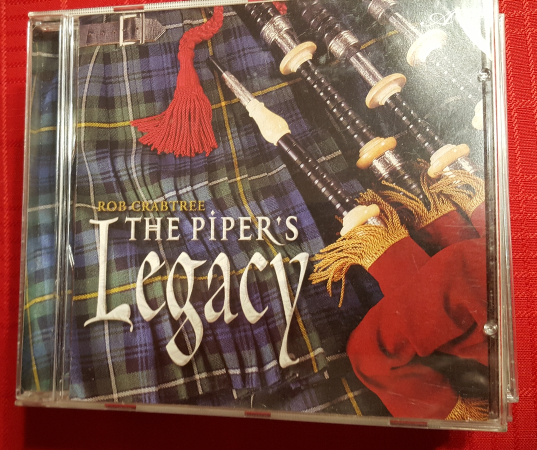 ROB CRABTREE
THE PIPER'S
Legacy